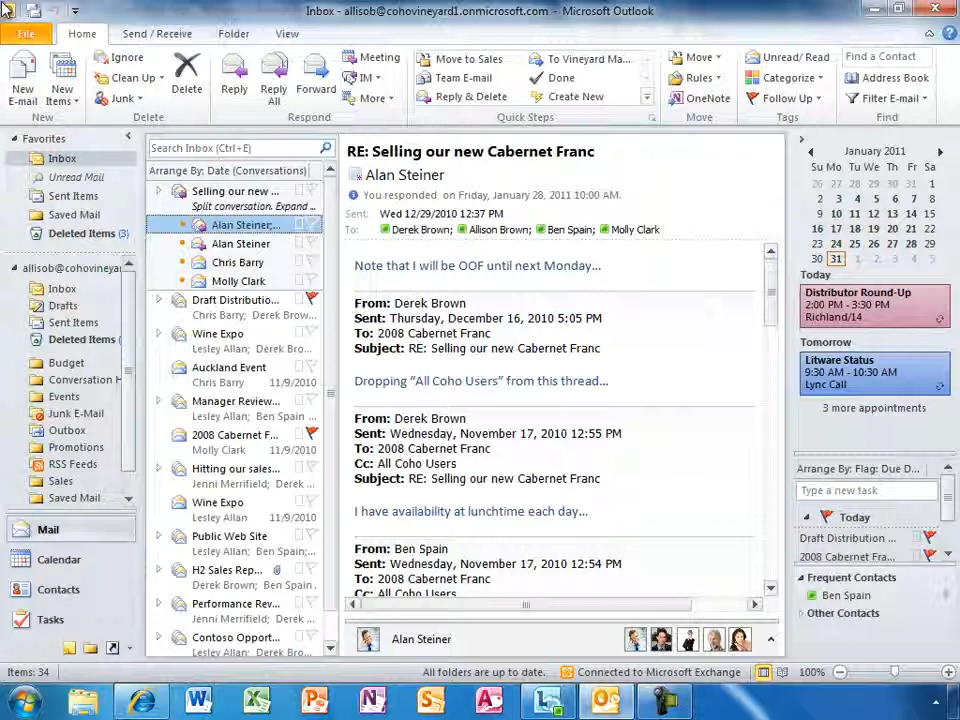 Inbox - allisob@cohovineyard1.onmicrosoft.com - Microsoft Outlook
File Home Send / Receive Folder View
New E-mail
New Items
New
Ignore
Clean Up
Junk
Delete
Delete
Reply
Reply All
Forward
Meeting
IM
More
Respond
Move to Sales
Team E-mail
Reply & Delete
To Vineyard Ma...
Done
Create New
Quick Steps
Move
Rules
OneNote
Move
Unread/ Read
Categorize
Follow Up
Tags
Find a Contact
Address Book
Filter E-mail
Find
Favorites
Inbox
Unread Mail
Sent Items
Saved Mail
Deleted Items (3)
allisob@cohovineyar
Inbox
Drafts
Sent Items
Deleted Items (
Budget
Conversation H
Events
Junk E-Mail
Outbox
Promotions
RSS Feeds
Sales
Saved Mail
Mail
Calendar
Contacts
Tasks
Search Inbox (Ctrl+E)
Arrange By: Date (Conversations)
Selling our new ...
Split conversation. Expand ...
Alan Steiner;...
Alan Steiner
Chris Barry
Molly Clark
Draft Distributio...
Chris Barry; Derek Brow...
Wine Expo
Lesley Allan; Derek Bro...
Auckland Event
Chris Barry 11/9/2010
Manager Review...
Lesley Allan; Ben Spain ...
2008 Cabernet F...
Molly Clark 11/9/2010
Hitting our sales...
Jenni Merrifield; Derek ...
Wine Expo
Lesley Allan 11/9/2010
Public Web Site
Lesley Allan; Ben Spain;...
H2 Sales Rep...
Derek Brown; Ben Spain...
Performance Rev...
Jenni Merrifield; Derek ...
Contoso Opport...
Lesley Allan; Derek Bro...
RE: Selling our new Cabernet Franc
Alan Steiner
You responded on Friday, January 28, 2011 10:00 AM.
Sent: Wed 12/29/2010 12:37 PM
To: Derek Brown; Allison Brown; Ben Spain; Molly Clark
Note that I will be OOF until next Monday...
From: Derek Brown
Sent: Thursday, December 16, 2010 5:05 PM
To: 2008 Cabernet Franc
Subject: RE: Selling our new Cabernet Franc
Dropping “All Coho Users” from this thread...
From: Derek Brown
Sent: Wednesday, November 17, 2010 12:55 PM
To: 2008 Cabernet Franc
Cc: All Coho Users
Subject: RE: Selling our new Cabernet Franc
I have availability at lunchtime each day...
From: Ben Spain
Sent: Wednesday, November 17, 2010 12:54 PM
To: 2008 Cabernet Franc
Cc: All Coho Users
Alan Steiner
January 2011
Su Mo Tu We Th Fr Sa
26 27 28 29 30 31 1
2 3 4 5 6 7 8
9 10 11 12 13 14 15
16 17 18 19 20 21 22
23 24 25 26 27 28 29
30 31 1 2 3 4 5
Today
Distributor Round-Up
2:00 PM - 3:30 PM
Richland/14
Tomorrow
Litware Status
9:30 AM - 10:30 AM
Lync Call
3 more appointments
Arrange By: Flag: Due D...
Type a new task
Today
Draft Distribution ...
2008 Cabernet Fra...
Frequent Contacts
Ben Spain
Other Contacts
Items: 34
All folders are up to date.
Connected to Microsoft Exchange
100%